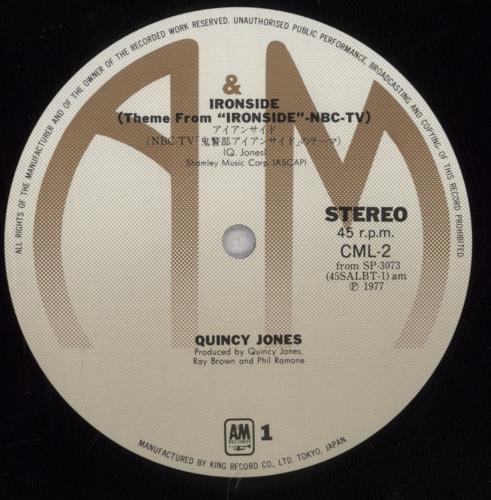 ALL RIGHTS OF THE MANUFACTURER AND OF THE OWNER OF THE RECORDED WORK RESERVED. UNAUTHORISED PUBLIC PERFORMANCE, BROADCASTING AND COPYING OF THIS RECORD PROHIBITED.
A&M
IRONSIDE
(Theme From "IRONSIDE"-NBC-TV)
アイアンサイド
(NBC-TV「鬼警部アイアンサイド」のテーマ)
(Q. Jones)
Shamley Music Corp. (ASCAP)
STEREO
45 r.p.m.
CML-2
from SP-3073
(45SALBT-1) am
Ⓟ 1977
QUINCY JONES
Produced by Quincy Jones,
Ray Brown and Phil Ramone
AM RECORDS 1
MANUFACTURED BY KING RECORD CO., LTD. TOKYO, JAPAN.